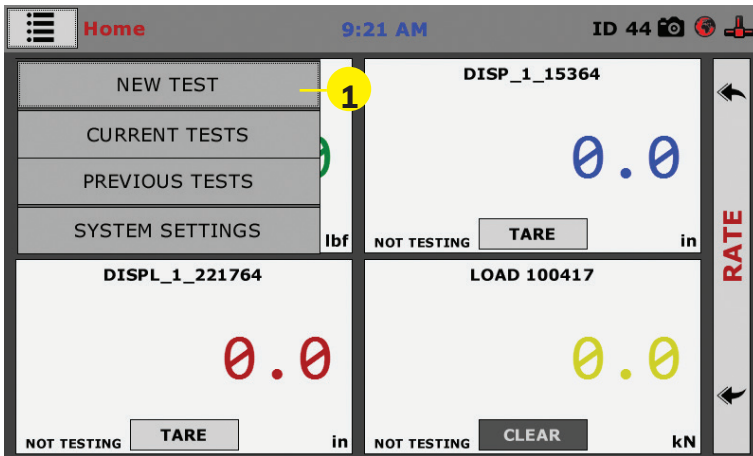 Home 9:21 AM ID 44
NEW TEST
1
CURRENT TESTS
PREVIOUS TESTS
SYSTEM SETTINGS
lbf
DISP_1_15364
0.0
NOT TESTING TARE in
DISPL_1_221764
0.0
NOT TESTING TARE in
LOAD 100417
0.0
NOT TESTING CLEAR kN
RATE